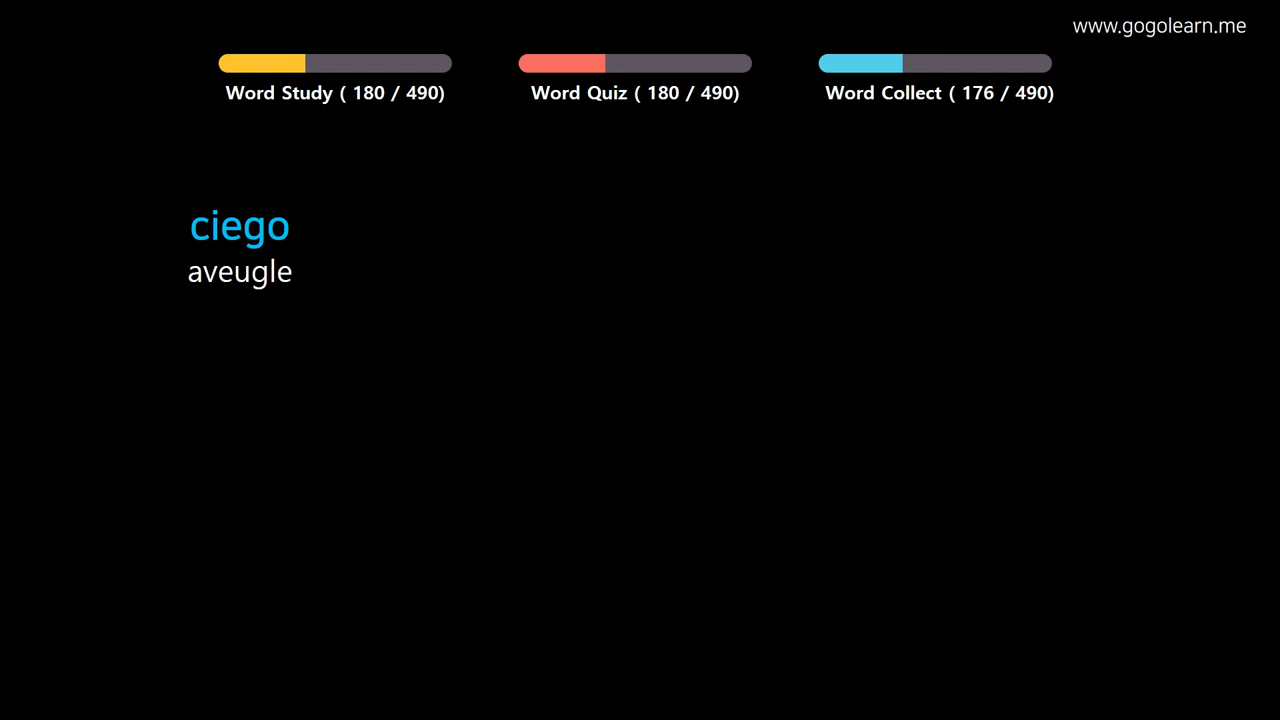 www.gogolearn.me
Word Study ( 180 / 490)
Word Quiz ( 180 / 490)
Word Collect ( 176 / 490)
ciego
aveugle